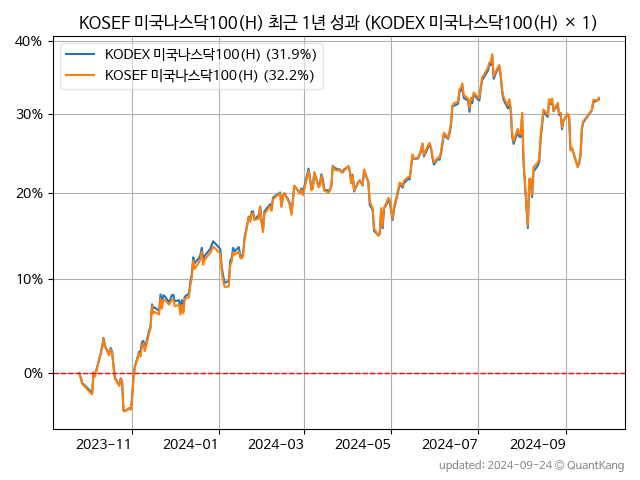 KOSEF 미국나스닥100(H) 최근 1년 성과 (KODEX 미국나스닥100(H) × 1)
KODEX 미국나스닥100(H) (31.9%)
KOSEF 미국나스닥100(H) (32.2%)
40%
30%
20%
10%
0%
2023-11 2024-01 2024-03 2024-05 2024-07 2024-09
updated: 2024-09-24 © QuantKang